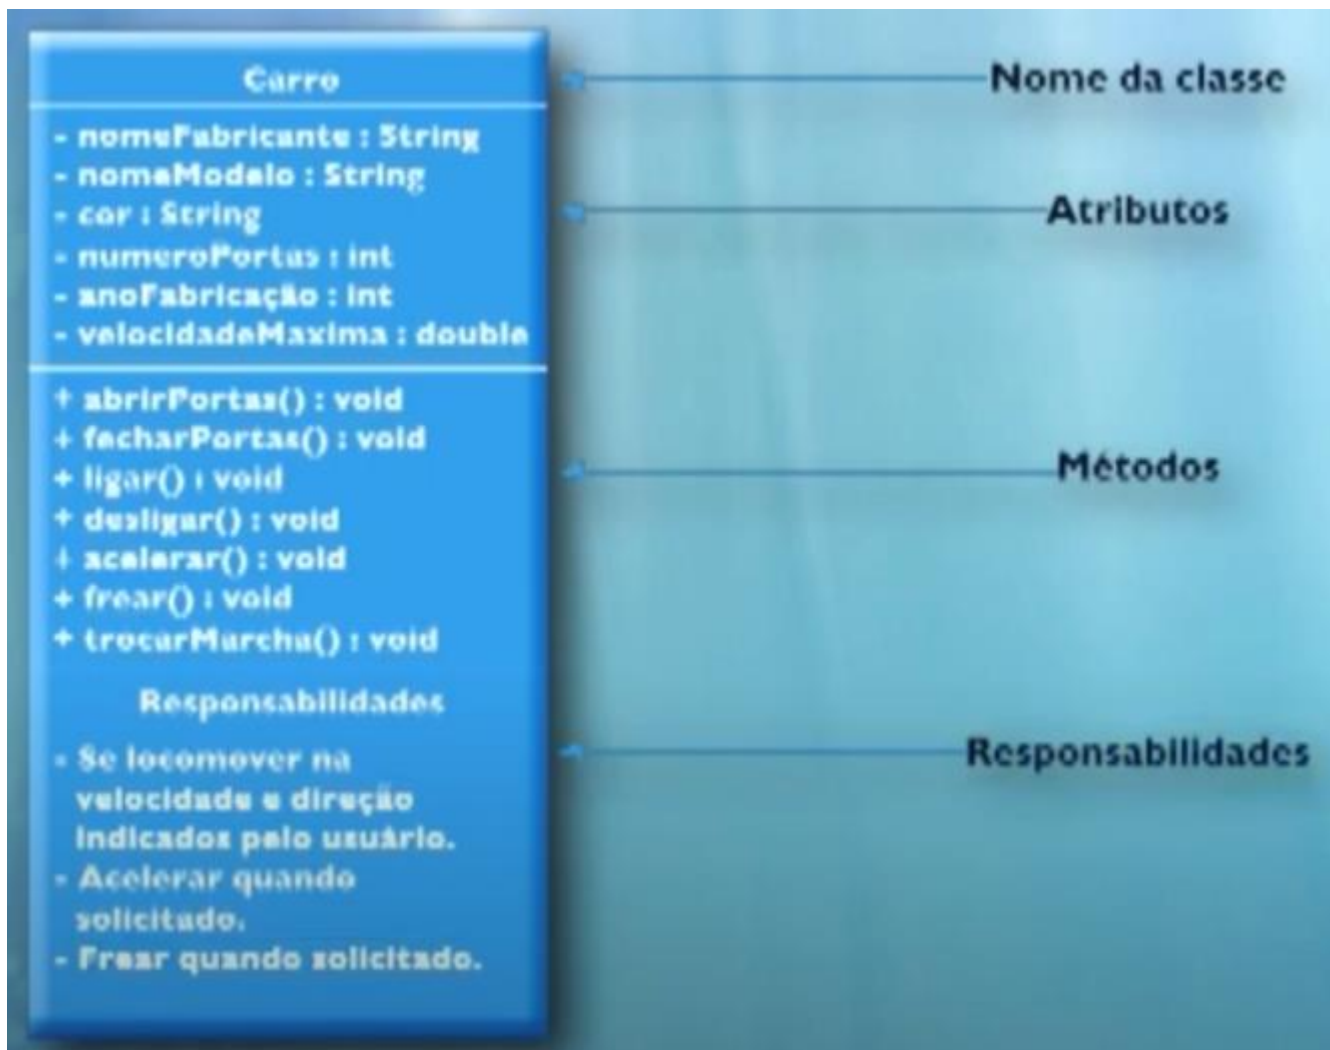 Carro
- nomeFabricante : String
- nomeModelo : String
- cor : String
- numeroPortas : int
- anoFabricação : int
- velocidadeMaxima : double
+ abrirPortas() : void
+ fecharPortas() : void
+ ligar() : void
+ desligar() : void
+ acelerar() : void
+ frear() : void
+ trocarMarcha() : void
Responsabilidades
- Se locomover na
velocidade e direção
indicados pelo usuário.
- Acelerar quando
solicitado.
- Frear quando solicitado.
Nome da classe
Atributos
Métodos
Responsabilidades